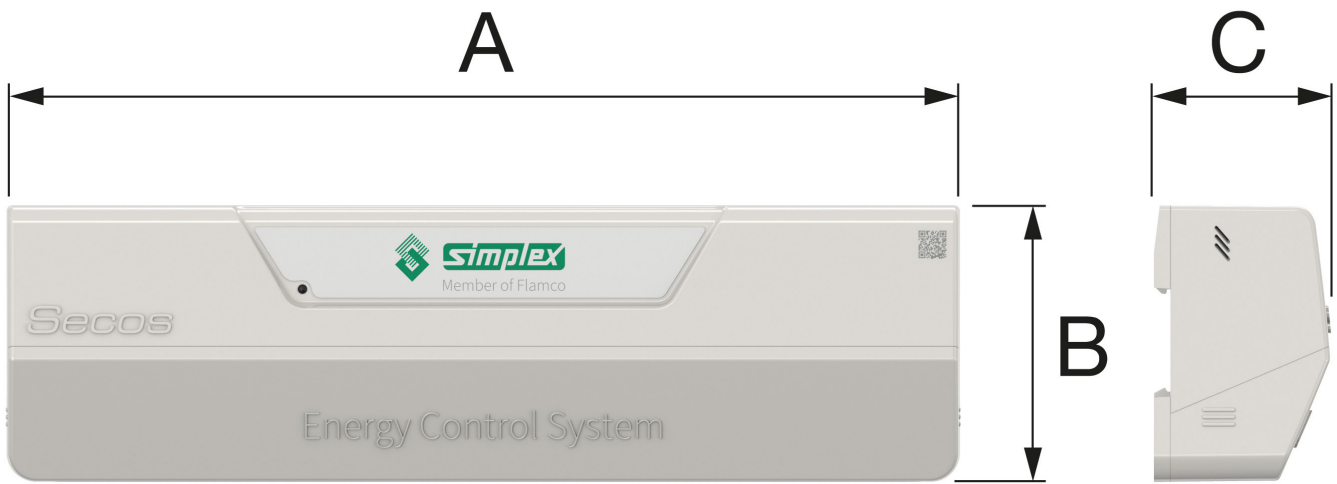 A
C
simplex
Member of Flamco
Secos
B
Energy Control System